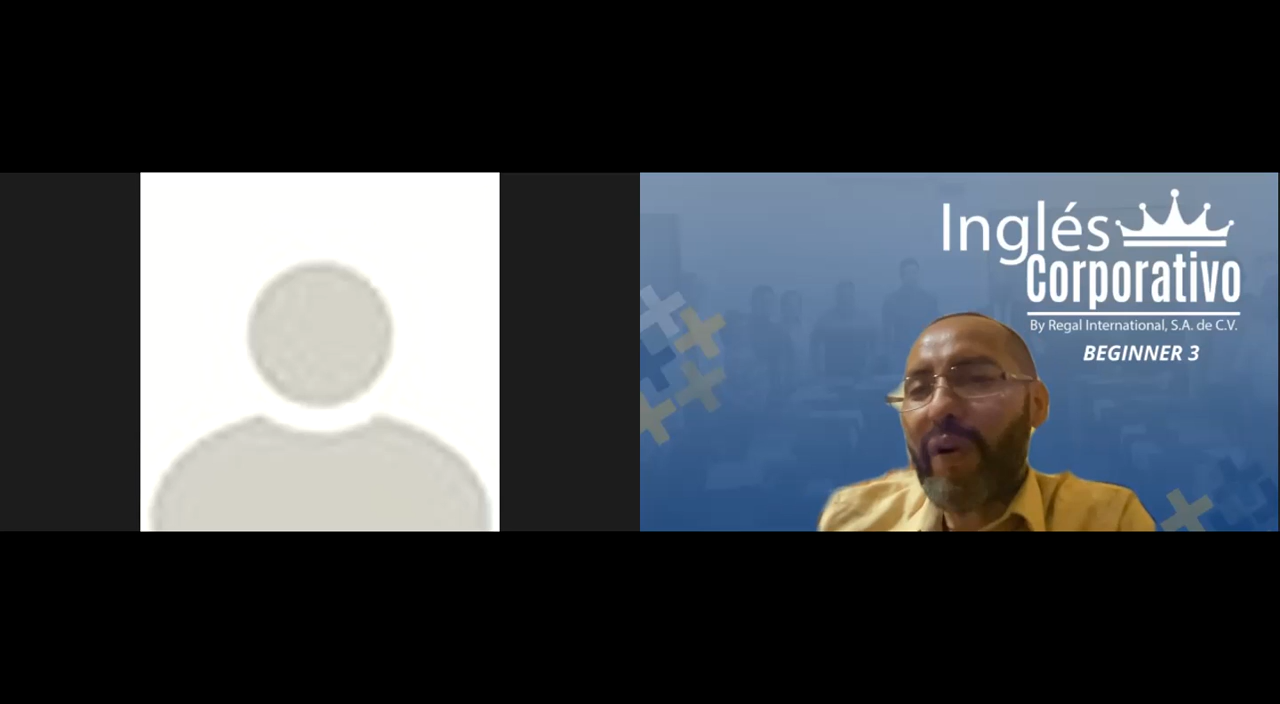 Inglés
Corporativo
By Regal International, S.A. de C.V.
BEGINNER 3